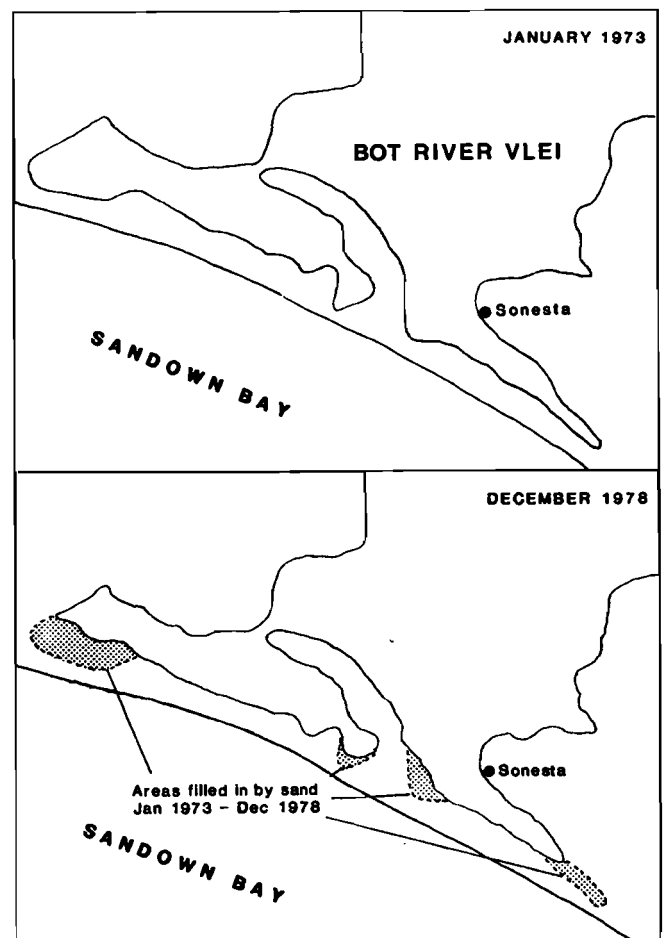 JANUARY 1973
BOT RIVER VLEI
Sonesta
SANDOWN BAY
DECEMBER 1978
Sonesta
Areas filled in by sand
Jan 1973 - Dec 1978
SANDOWN BAY